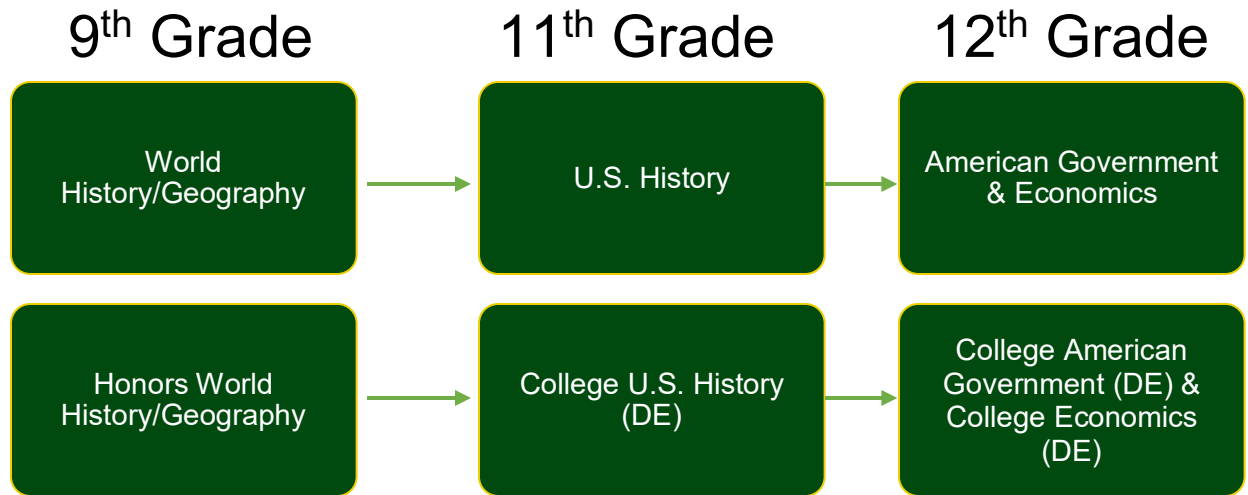 9th Grade
11th Grade
12th Grade
World
History/Geography
U.S. History
American Government
& Economics
Honors World
History/Geography
College U.S. History
(DE)
College American
Government (DE) &
College Economics
(DE)